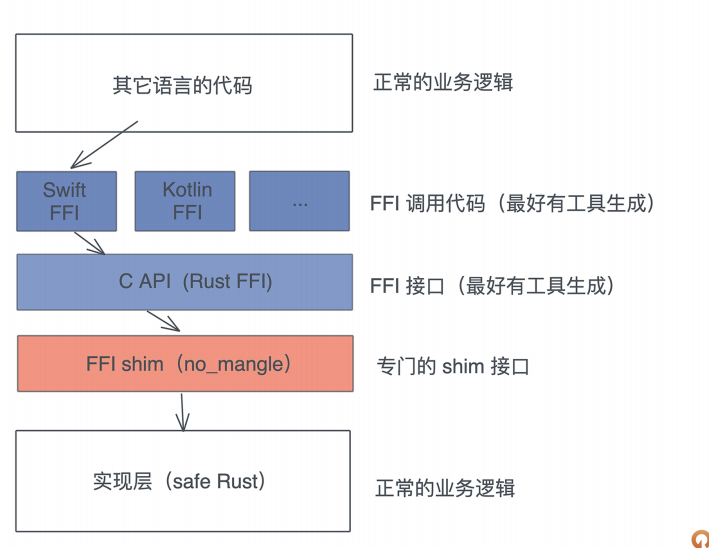 其它语言的代码
正常的业务逻辑
Swift
FFI
Kotlin
FFI
...
FFI 调用代码（最好有工具生成）
C API（Rust FFI）
FFI 接口（最好有工具生成）
FFI shim（no_mangle）
专门的 shim 接口
实现层（safe Rust）
正常的业务逻辑